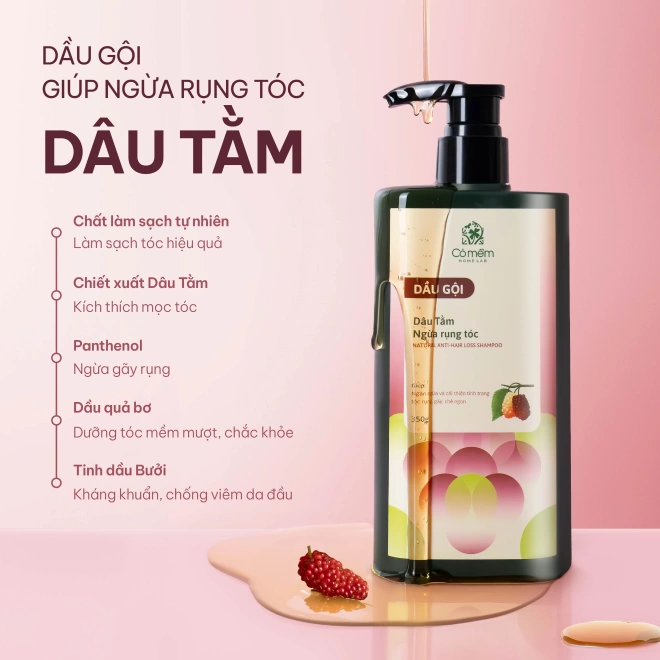 DẦU GỘI
GIÚP NGỪA RỤNG TÓC
DÂU TẰM
Chất làm sạch tự nhiên
Làm sạch tóc hiệu quả
Chiết xuất Dâu Tằm
Kích thích mọc tóc
Panthenol
Ngừa gãy rụng
Dầu quả bơ
Dưỡng tóc mềm mượt, chắc khỏe
Tinh dầu Bưởi
Kháng khuẩn, chống viêm da đầu
Cỏ mềm
HOME LAB
DẦU GỘI
Dâu Tằm
Ngừa rụng tóc
NATURAL ANTI-HAIR LOSS SHAMPOO
350g